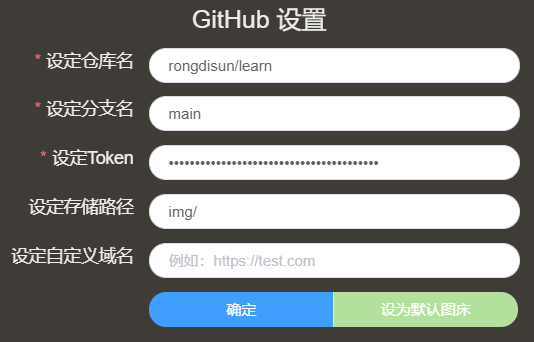 GitHub 设置
* 设定仓库名 rongdisun/learn
* 设定分支名 main
* 设定Token ••••••••••••••••••••••••••••••••••••••••
设定存储路径 img/
设定自定义域名 例如：https://test.com
确定 设为默认图床